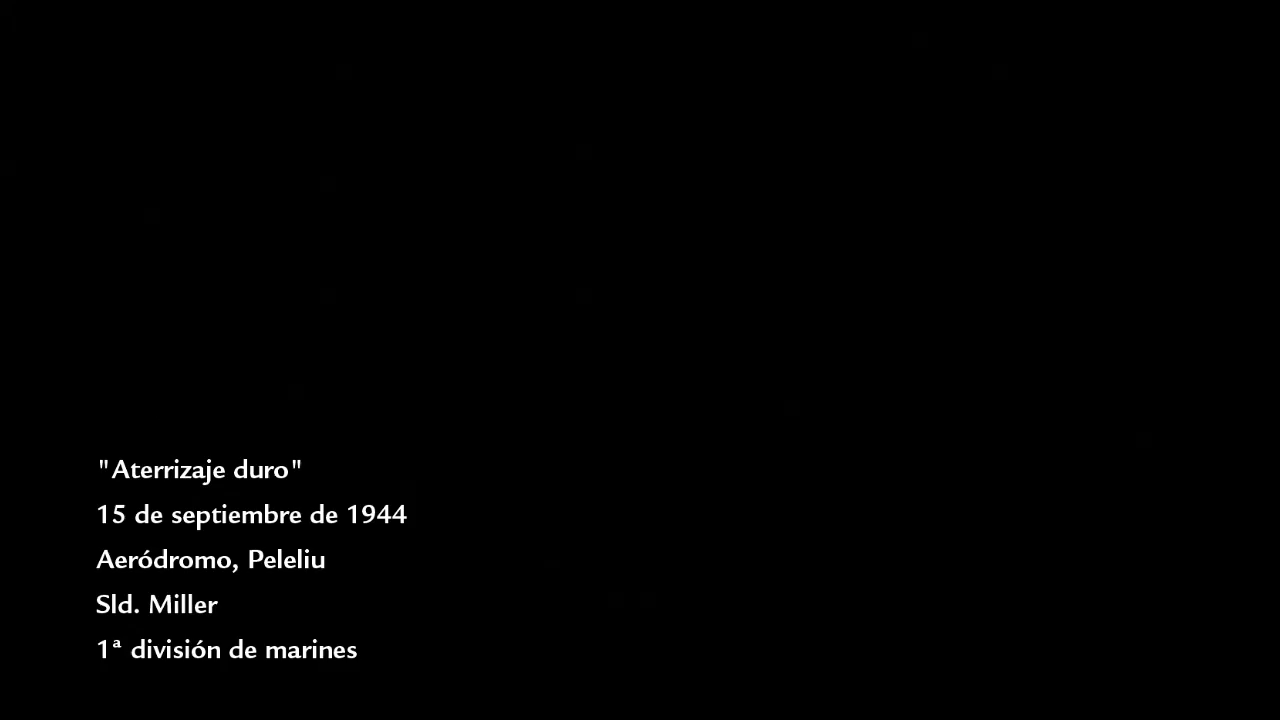 "Aterrizaje duro"
15 de septiembre de 1944
Aeródromo, Peleliu
Sld. Miller
1ª división de marines